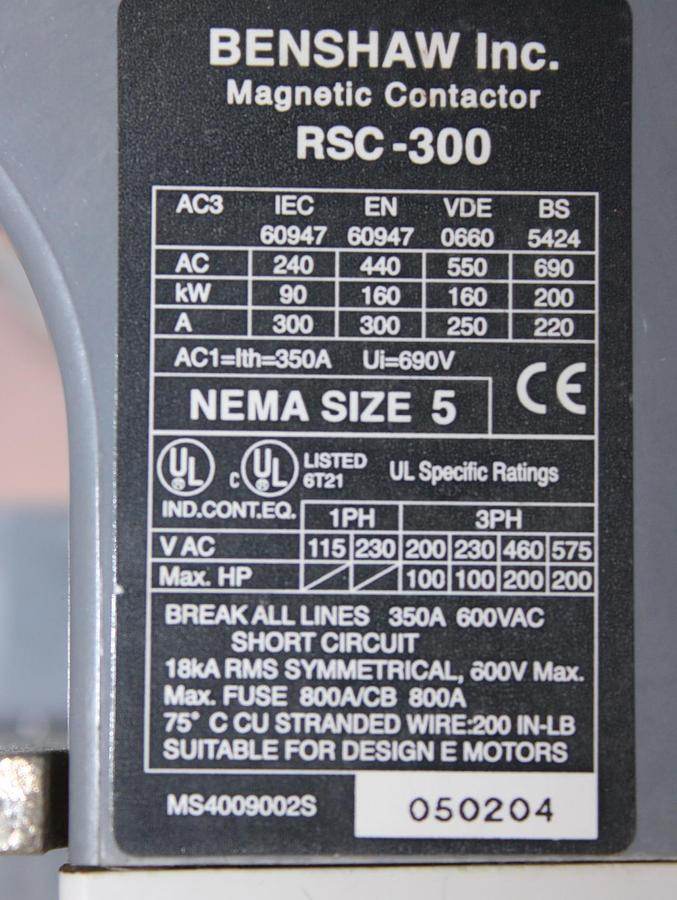 BENSHAW Inc.
Magnetic Contactor
RSC-300
AC3 IEC EN VDE BS
60947 60947 0660 5424
AC 240 440 550 690
kW 90 160 160 200
A 300 300 250 220
AC1=Ith=350A Ui=690V
CE
NEMA SIZE 5
UL c UL LISTED UL Specific Ratings
6T21
IND.CONT.EQ. 1PH 3PH
V AC 115 230 200 230 460 575
Max. HP 100 100 200 200
BREAK ALL LINES 350A 600VAC
SHORT CIRCUIT
18kA RMS SYMMETRICAL, 600V Max.
Max. FUSE 800A/CB 800A
75° C CU STRANDED WIRE:200 IN-LB
SUITABLE FOR DESIGN E MOTORS
MS4009002S 050204